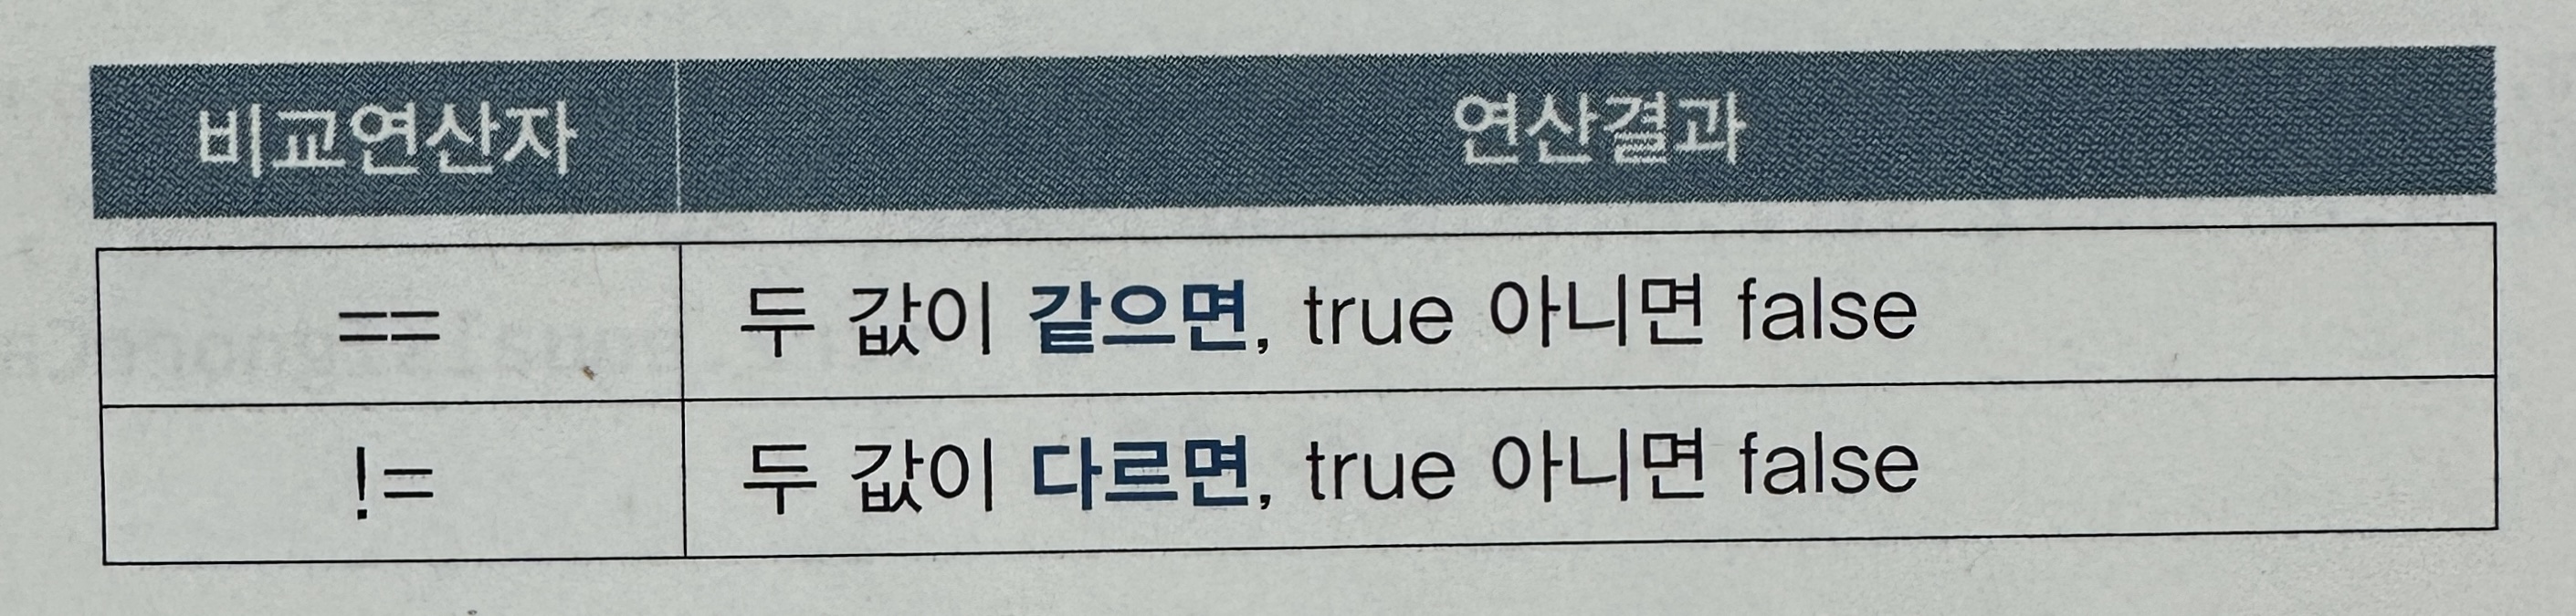 비교연산자 연산결과
== 두 값이 같으면, true 아니면 false
!= 두 값이 다르면, true 아니면 false